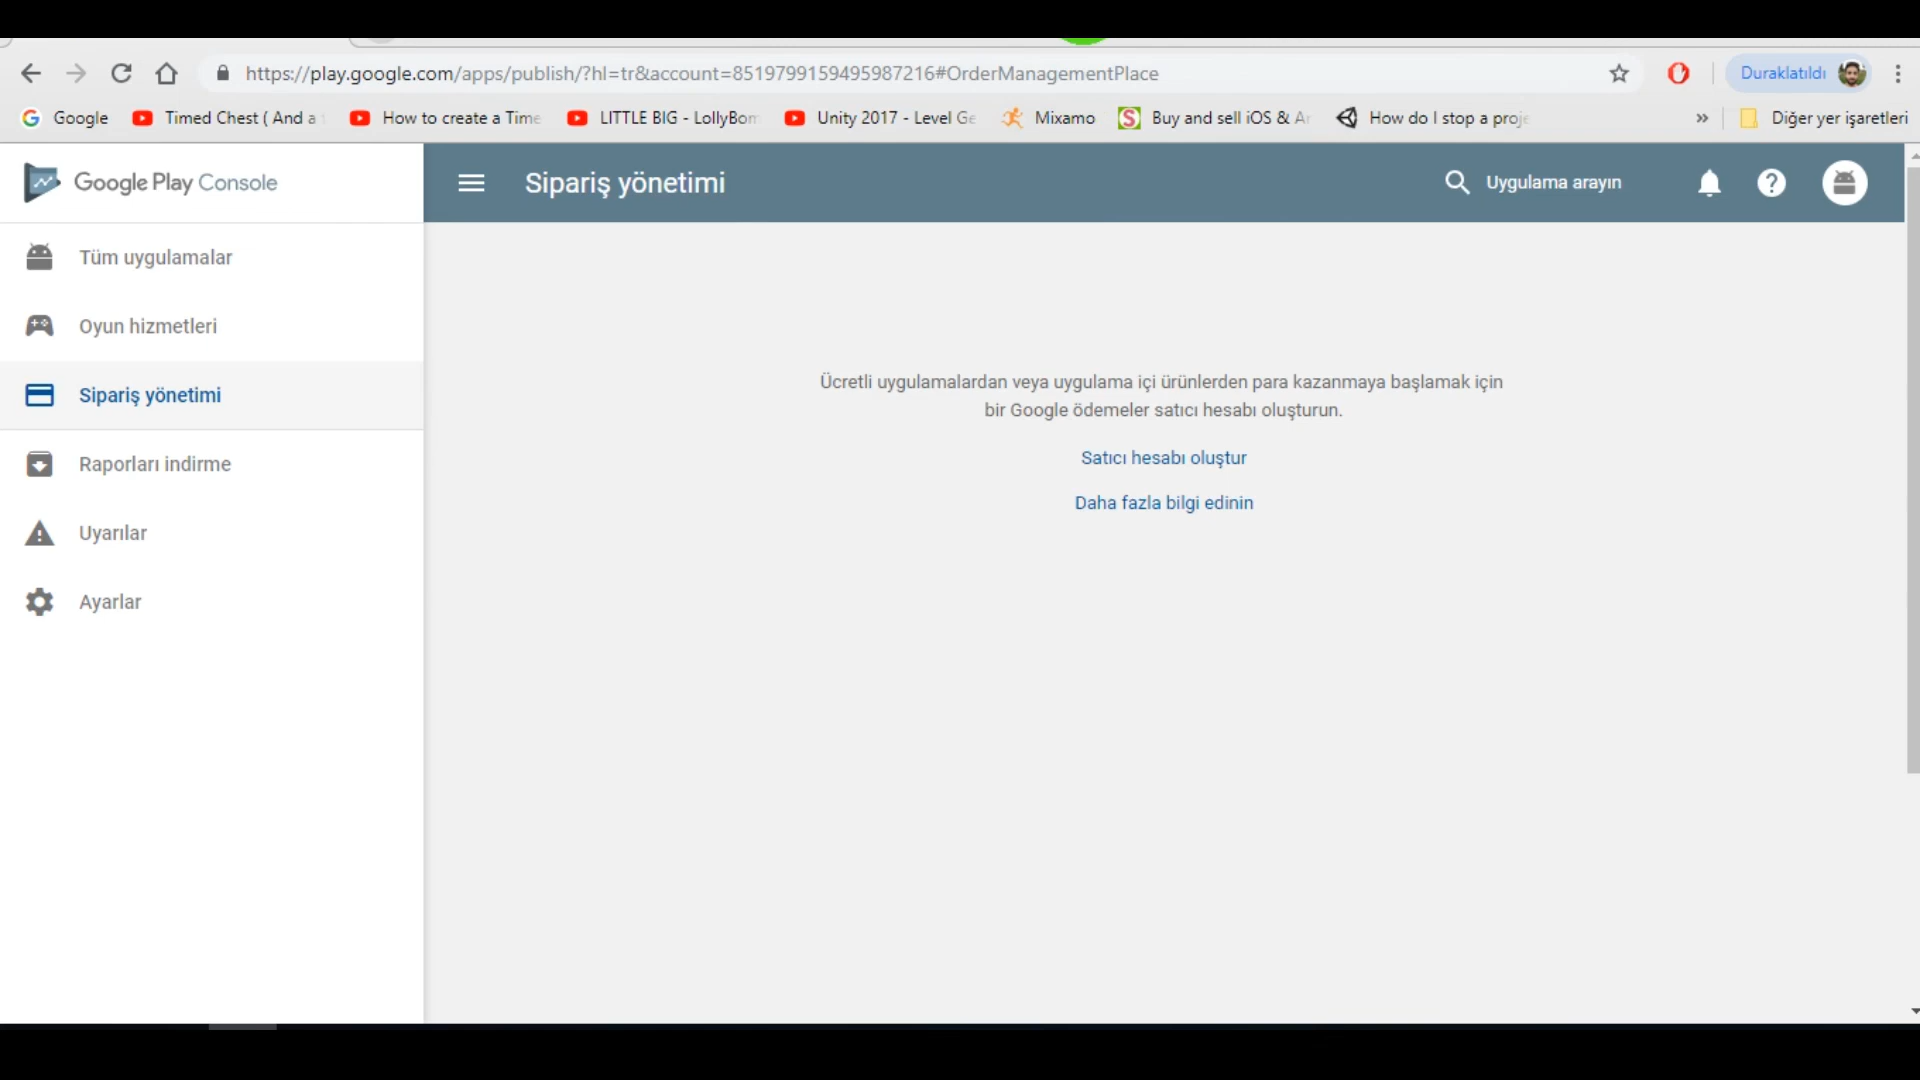 https://play.google.com/apps/publish/?hl=tr&account=8519799159495987216#OrderManagementPlace
Duraklatıldı
Google
Timed Chest ( And a
How to create a Time
LITTLE BIG - LollyBom
Unity 2017 - Level Ge
Mixamo
S
Buy and sell iOS & An
How do I stop a proje
»
Diğer yer işaretleri
Google Play Console
Sipariş yönetimi
Uygulama arayın
Tüm uygulamalar
Oyun hizmetleri
Sipariş yönetimi
Raporları indirme
Uyarılar
Ayarlar
Ücretli uygulamalardan veya uygulama içi ürünlerden para kazanmaya başlamak için
bir Google ödemeler satıcı hesabı oluşturun.
Satıcı hesabı oluştur
Daha fazla bilgi edinin